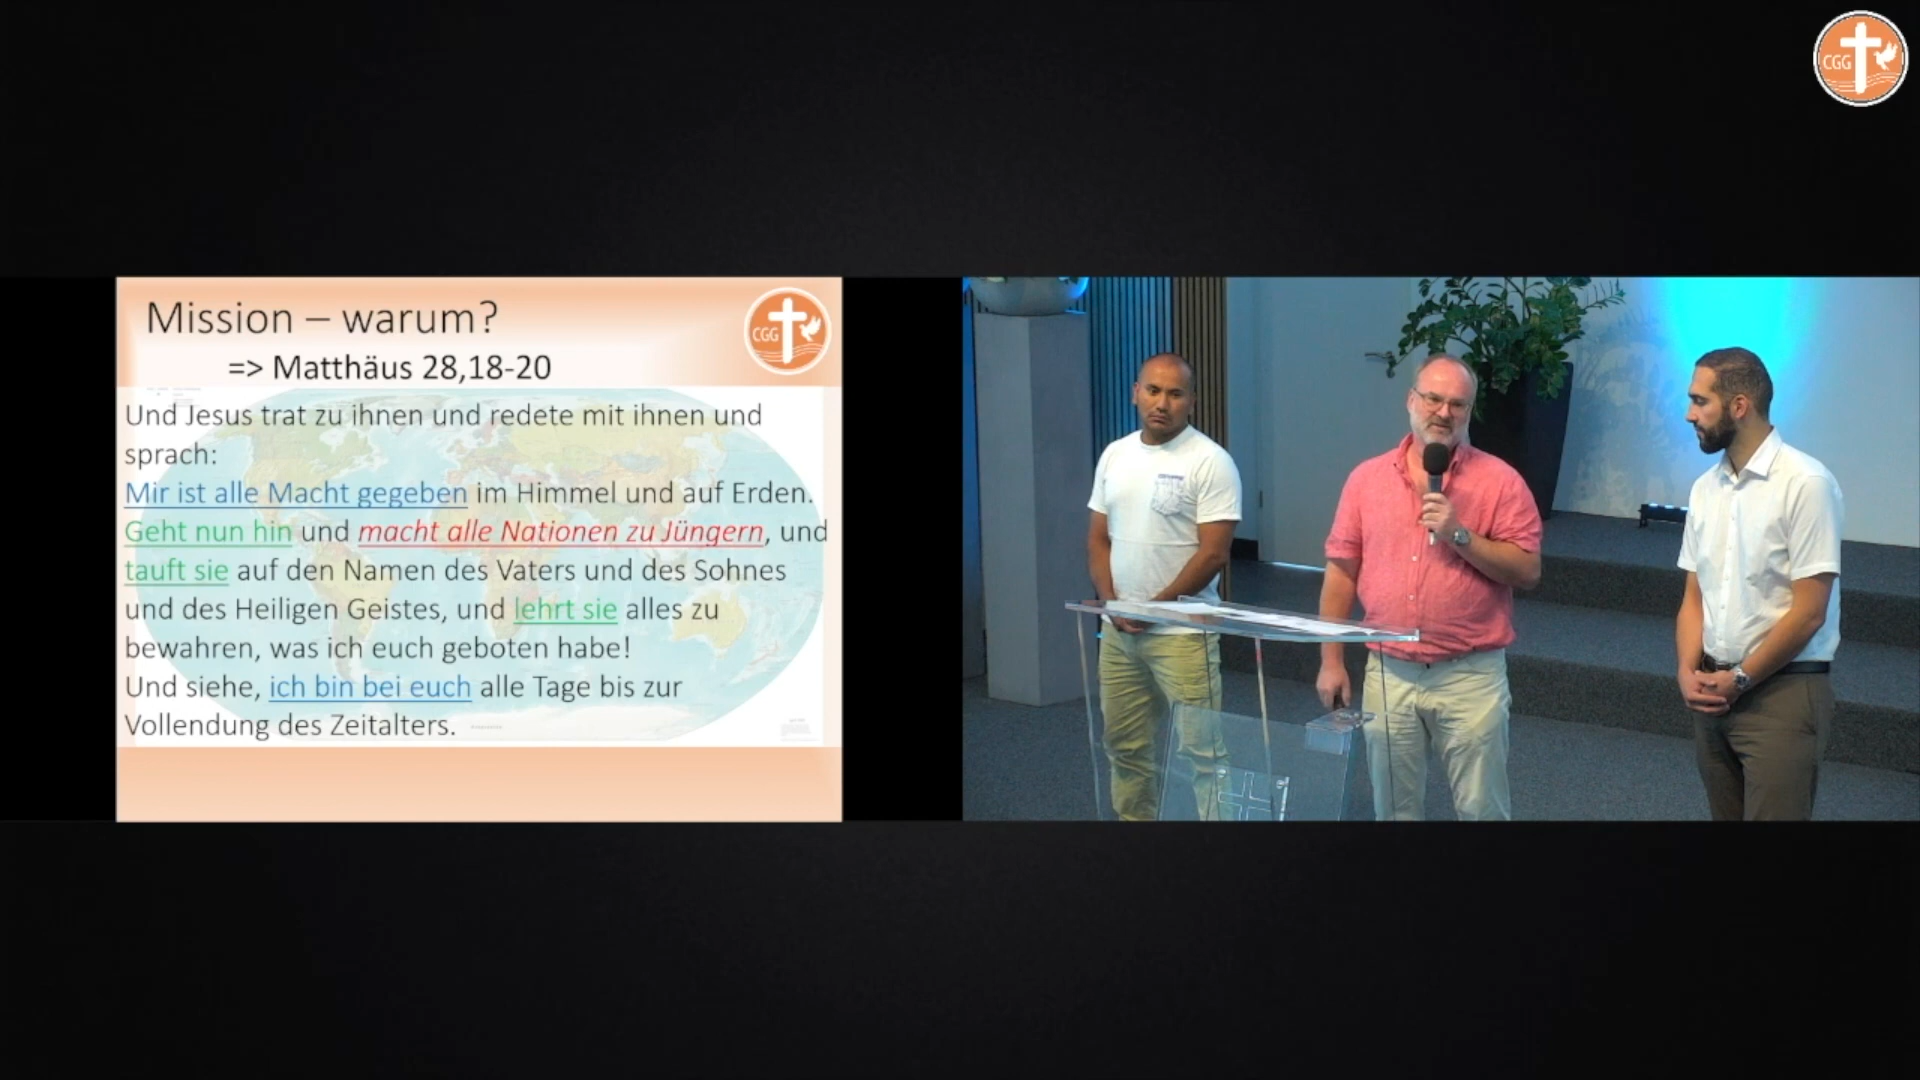 CGG
Mission – warum?
=> Matthäus 28,18-20
CGG
Und Jesus trat zu ihnen und redete mit ihnen und
sprach:
Mir ist alle Macht gegeben im Himmel und auf Erden.
Geht nun hin und macht alle Nationen zu Jüngern, und
tauft sie auf den Namen des Vaters und des Sohnes
und des Heiligen Geistes, und lehrt sie alles zu
bewahren, was ich euch geboten habe!
Und siehe, ich bin bei euch alle Tage bis zur
Vollendung des Zeitalters.